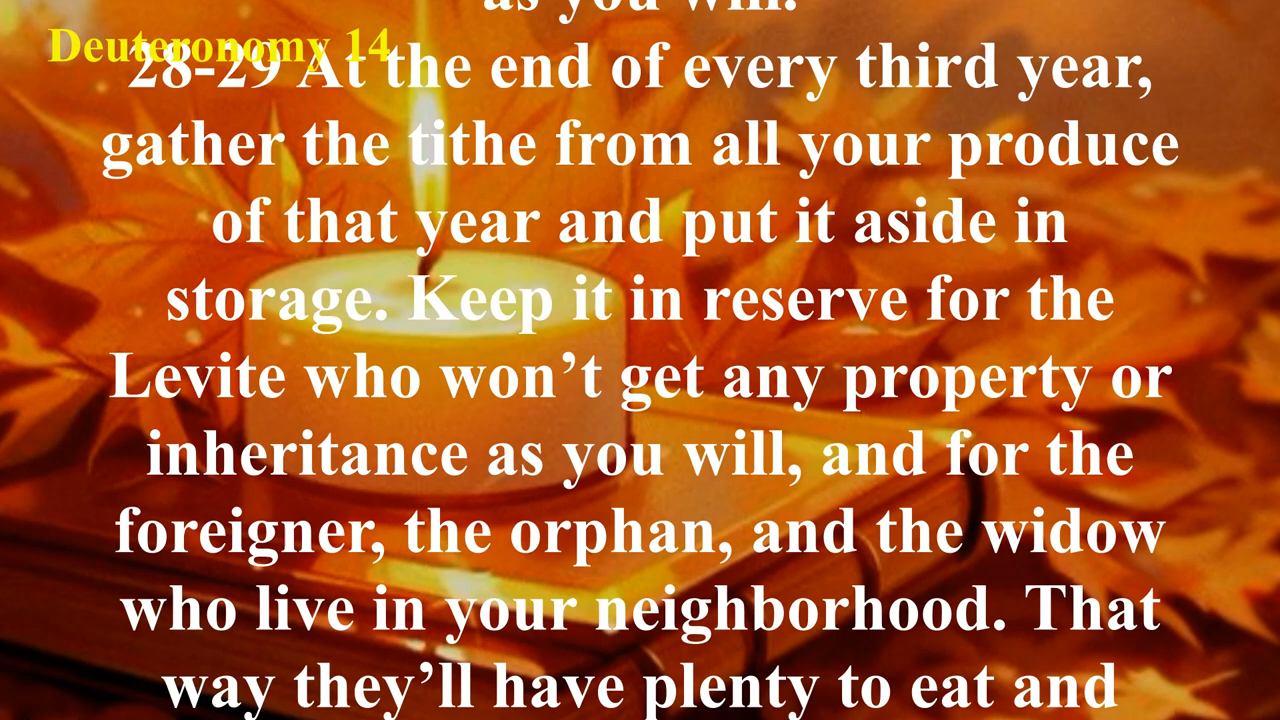 as you will.
Deuteronomy 14
28-29 At the end of every third year,
gather the tithe from all your produce
of that year and put it aside in
storage. Keep it in reserve for the
Levite who won’t get any property or
inheritance as you will, and for the
foreigner, the orphan, and the widow
who live in your neighborhood. That
way they’ll have plenty to eat and